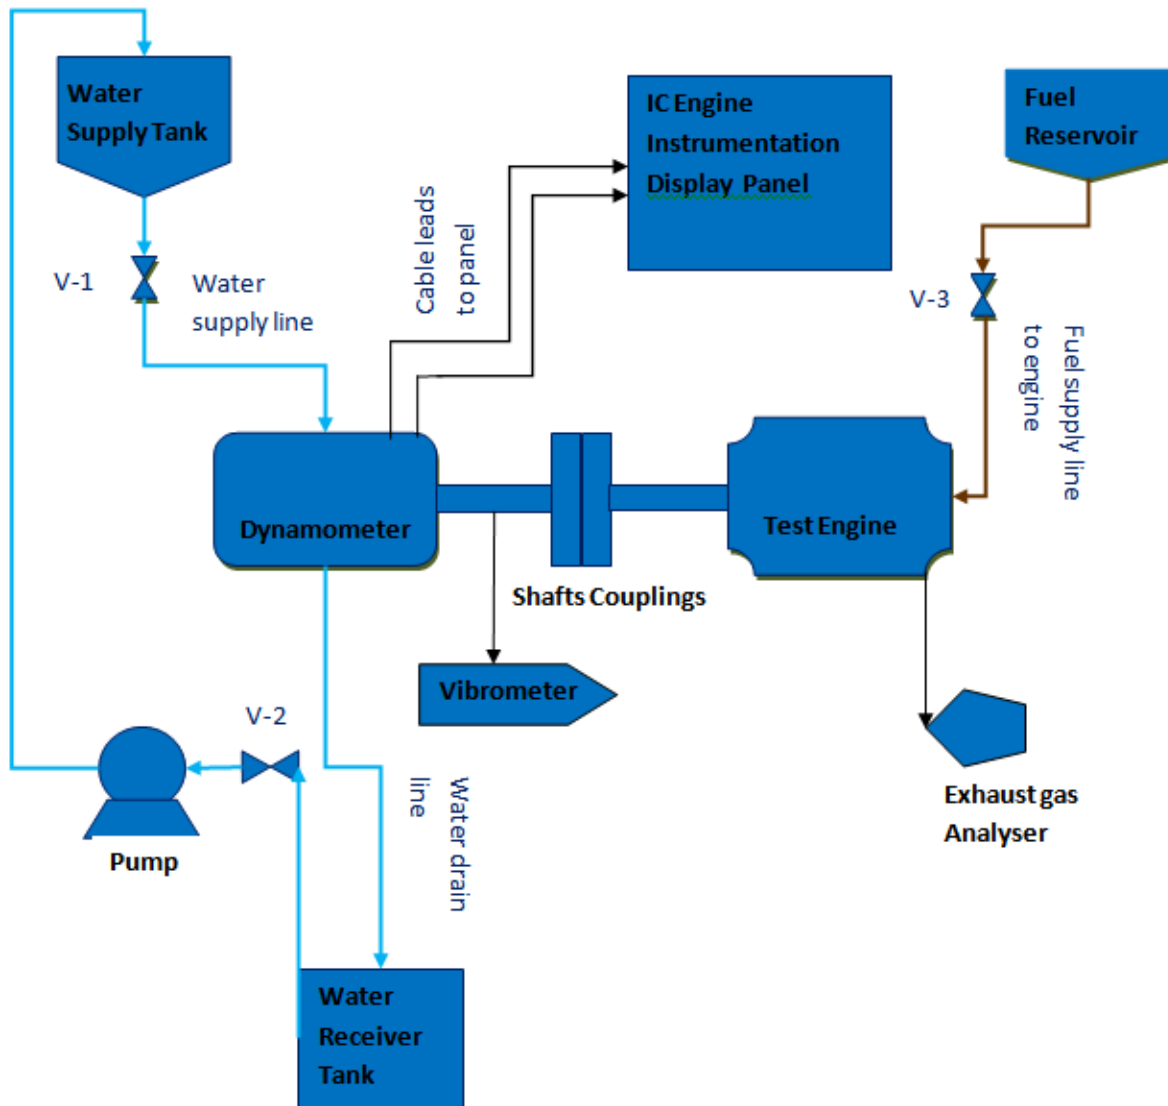 Water
Supply Tank
IC Engine
Instrumentation
Display Panel
Fuel
Reservoir
Cable leads
to panel
V-1
Water
supply line
V-3
Fuel supply line
to engine
Dynamometer
Test Engine
Shafts Couplings
Vibrometer
V-2
Water drain
line
Exhaust gas
Analyser
Pump
Water
Receiver
Tank